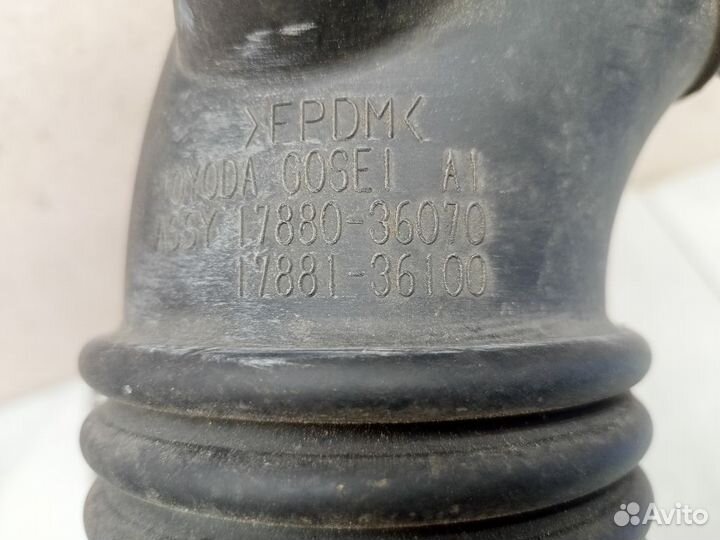 >EPDM<
TOYODA GOSEI A1
ASSY 17880-36070
17881-36100
Avito